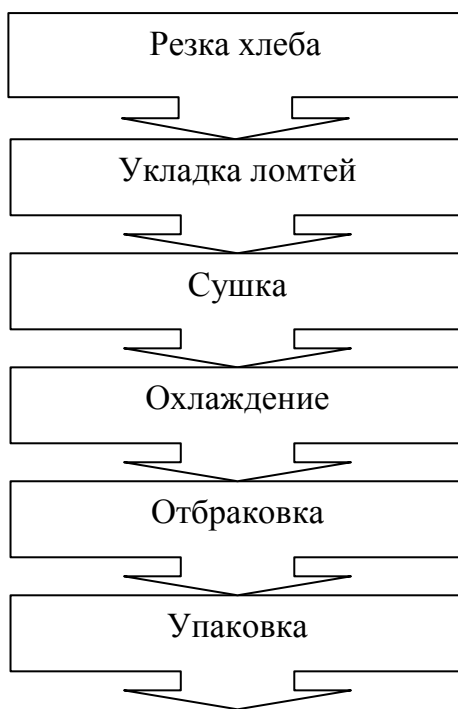 Резка хлеба
Укладка ломтей
Сушка
Охлаждение
Отбраковка
Упаковка